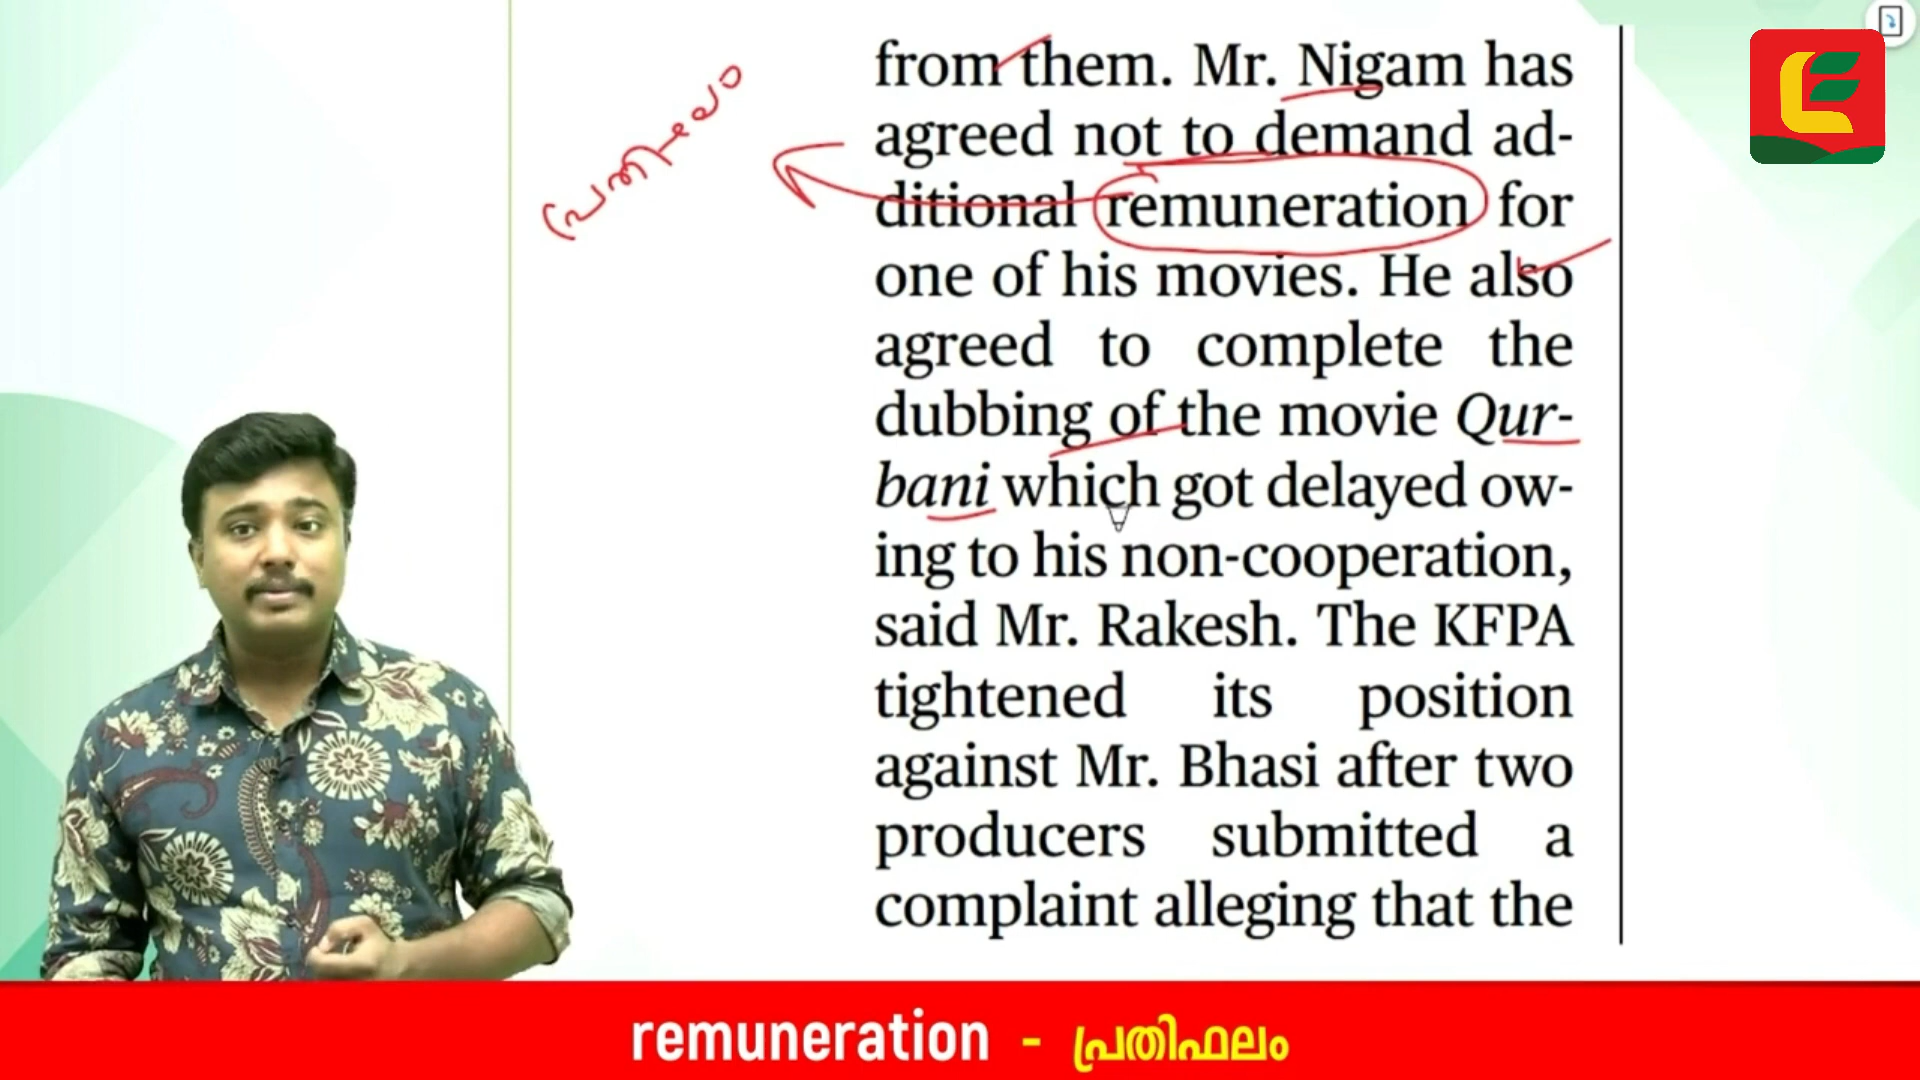 from them. Mr. Nigam has
agreed not to demand ad-
ditional remuneration for
one of his movies. He also
agreed to complete the
dubbing of the movie Qur-
bani which got delayed ow-
ing to his non-cooperation,
said Mr. Rakesh. The KFPA
tightened its position
against Mr. Bhasi after two
producers submitted a
complaint alleging that the
പ്രതിഫലം
remuneration - പ്രതിഫലം